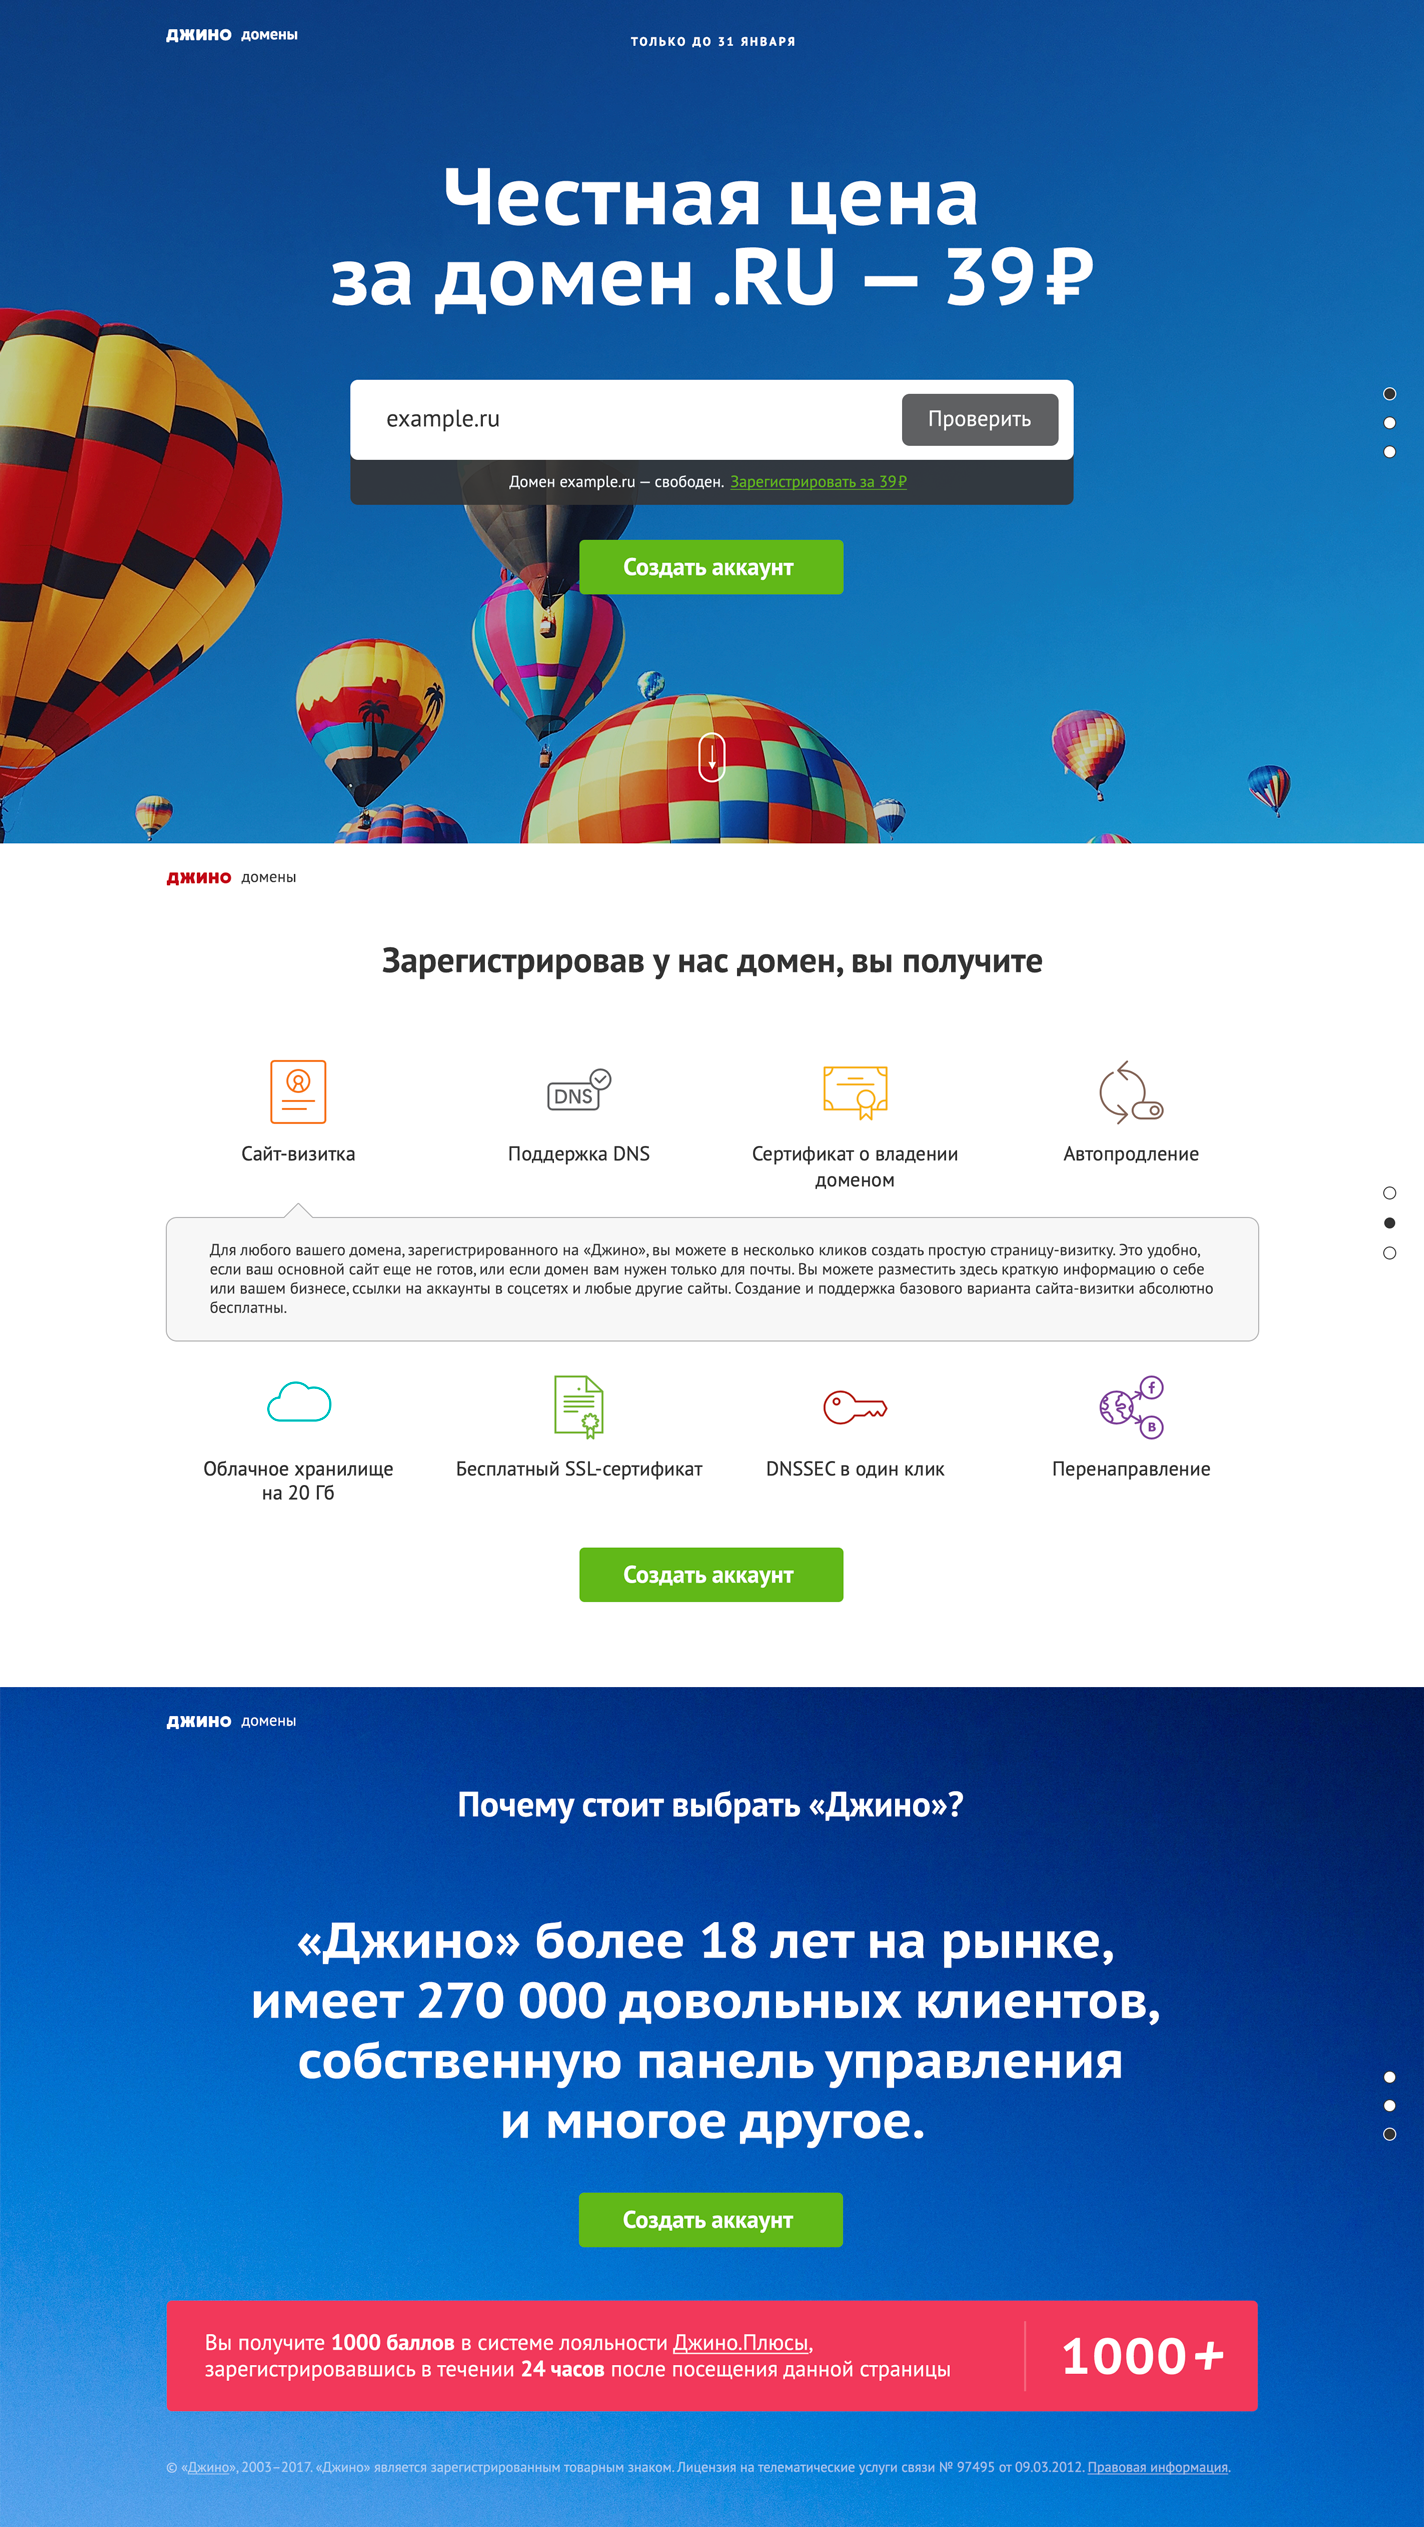 джино домены
ТОЛЬКО ДО 31 ЯНВАРЯ
Честная цена
за домен .RU — 39 ₽
example.ru
Проверить
Домен example.ru — свободен. Зарегистрировать за 39 ₽
Создать аккаунт
джино домены
Зарегистрировав у нас домен, вы получите
DNS
Сайт-визитка
Поддержка DNS
Сертификат о владении
доменом
Автопродление
Для любого вашего домена, зарегистрированного на «Джино», вы можете в несколько кликов создать простую страницу-визитку. Это удобно,
если ваш основной сайт еще не готов, или если домен вам нужен только для почты. Вы можете разместить здесь краткую информацию о себе
или вашем бизнесе, ссылки на аккаунты в соцсетях и любые другие сайты. Создание и поддержка базового варианта сайта-визитки абсолютно
бесплатны.
f
B
Облачное хранилище
на 20 Гб
Бесплатный SSL-сертификат
DNSSEC в один клик
Перенаправление
Создать аккаунт
джино домены
Почему стоит выбрать «Джино»?
«Джино» более 18 лет на рынке,
имеет 270 000 довольных клиентов,
собственную панель управления
и многое другое.
Создать аккаунт
Вы получите 1000 баллов в системе лояльности Джино.Плюсы,
зарегистрировавшись в течении 24 часов после посещения данной страницы
1000+
© «Джино», 2003–2017. «Джино» является зарегистрированным товарным знаком. Лицензия на телематические услуги связи № 97495 от 09.03.2012. Правовая информация.